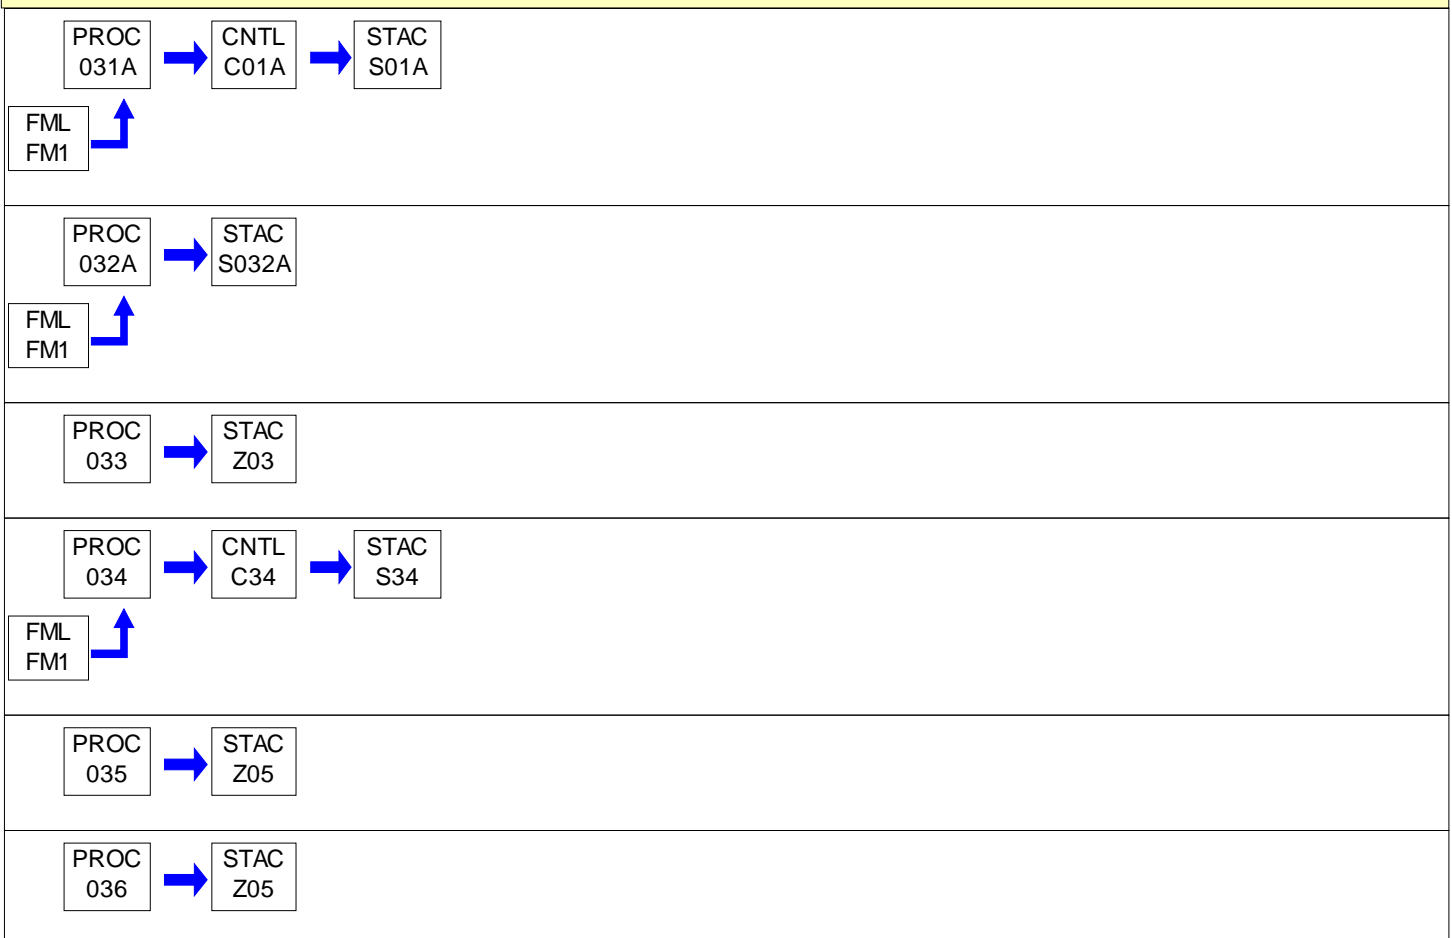 PROC
031A
CNTL
C01A
STAC
S01A
FML
FM1
PROC
032A
STAC
S032A
FML
FM1
PROC
033
STAC
Z03
PROC
034
CNTL
C34
STAC
S34
FML
FM1
PROC
035
STAC
Z05
PROC
036
STAC
Z05